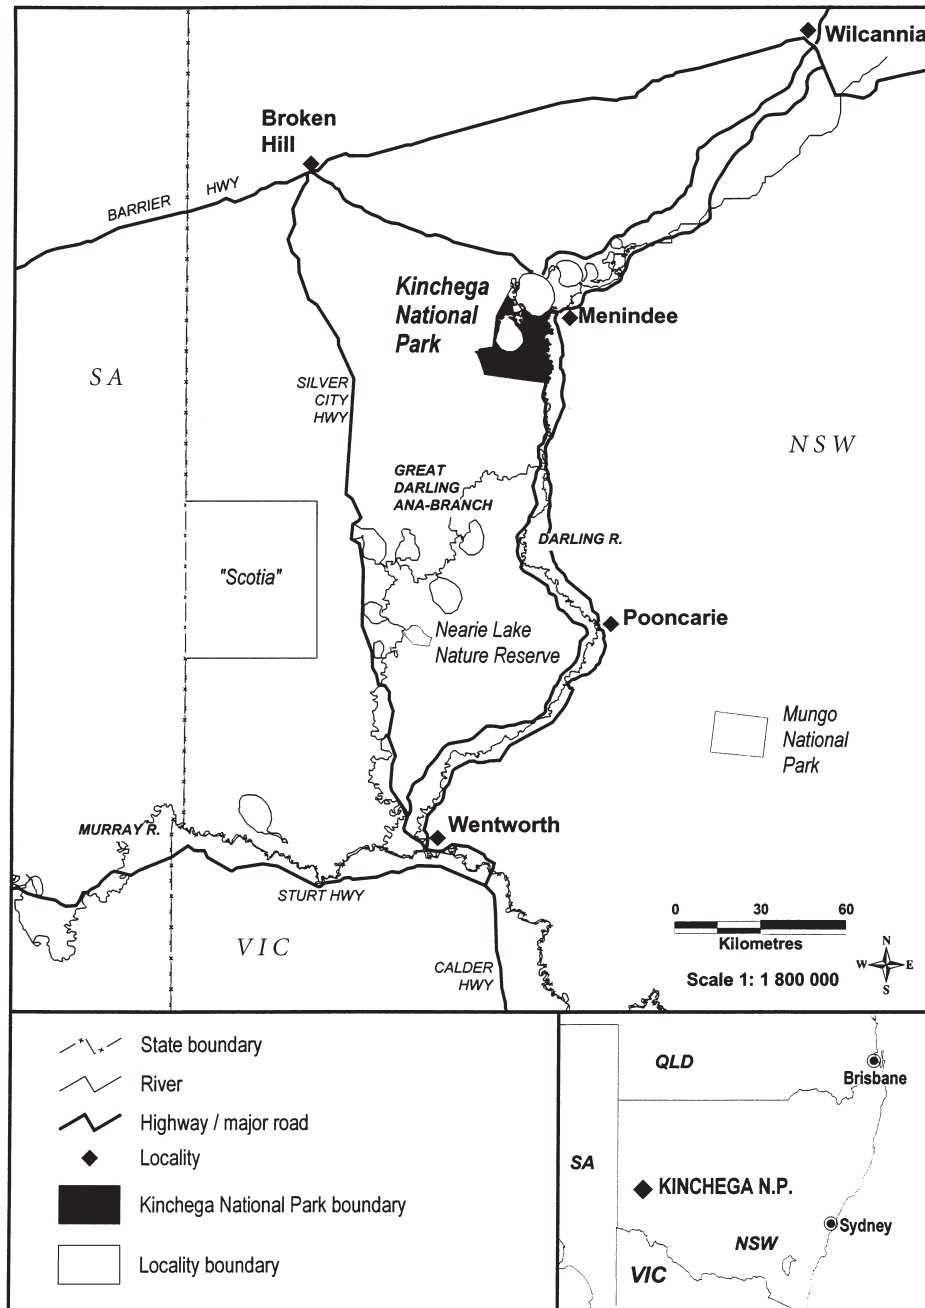 Wilcannia
Broken
Hill
BARRIER HWY
Kinchega
National
Park
Menindee
SA
SILVER
CITY
HWY
NSW
GREAT
DARLING
ANA-BRANCH
DARLING R.
"Scotia"
Pooncarie
Nearie Lake
Nature Reserve
Mungo
National
Park
Wentworth
MURRAY R.
STURT HWY
VIC
CALDER
HWY
0 30 60
Kilometres
Scale 1: 1 800 000
N
W E
S
State boundary
River
Highway / major road
Locality
Kinchega National Park boundary
Locality boundary
QLD
Brisbane
SA
KINCHEGA N.P.
Sydney
NSW
VIC